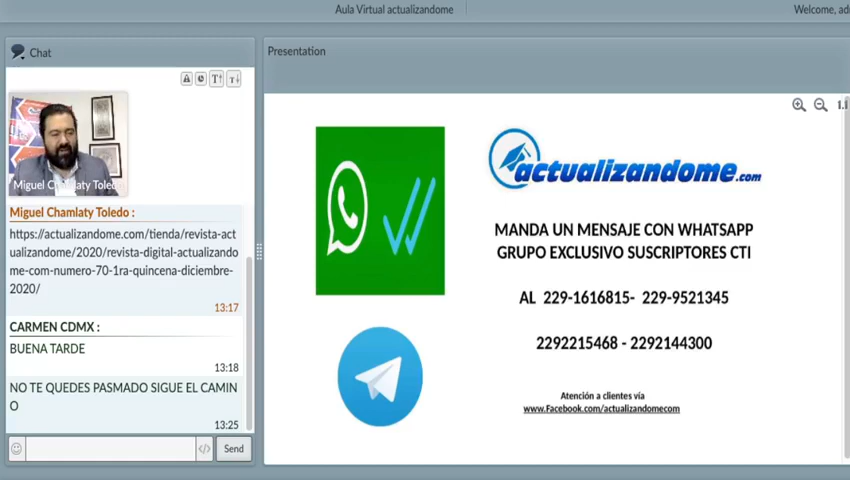 Aula Virtual actualizandome
Welcome,
Chat
Miguel Chamlaty Toledo
Miguel Chamlaty Toledo :
https://actualizandome.com/tienda/revista-act
ualizandome/2020/revista-digital-actualizando
me-com-numero-70-1ra-quincena-diciembre-
2020/
13:17
CARMEN CDMX :
BUENA TARDE
13:18
NO TE QUEDES PASMADO SIGUE EL CAMIN
O
13:25
Send
Presentation
actualizandome.com
MANDA UN MENSAJE CON WHATSAPP
GRUPO EXCLUSIVO SUSCRIPTORES CTI
AL 229-1616815- 229-9521345
2292215468 - 2292144300
Atención a clientes vía
www.Facebook.com/actualizandomecom